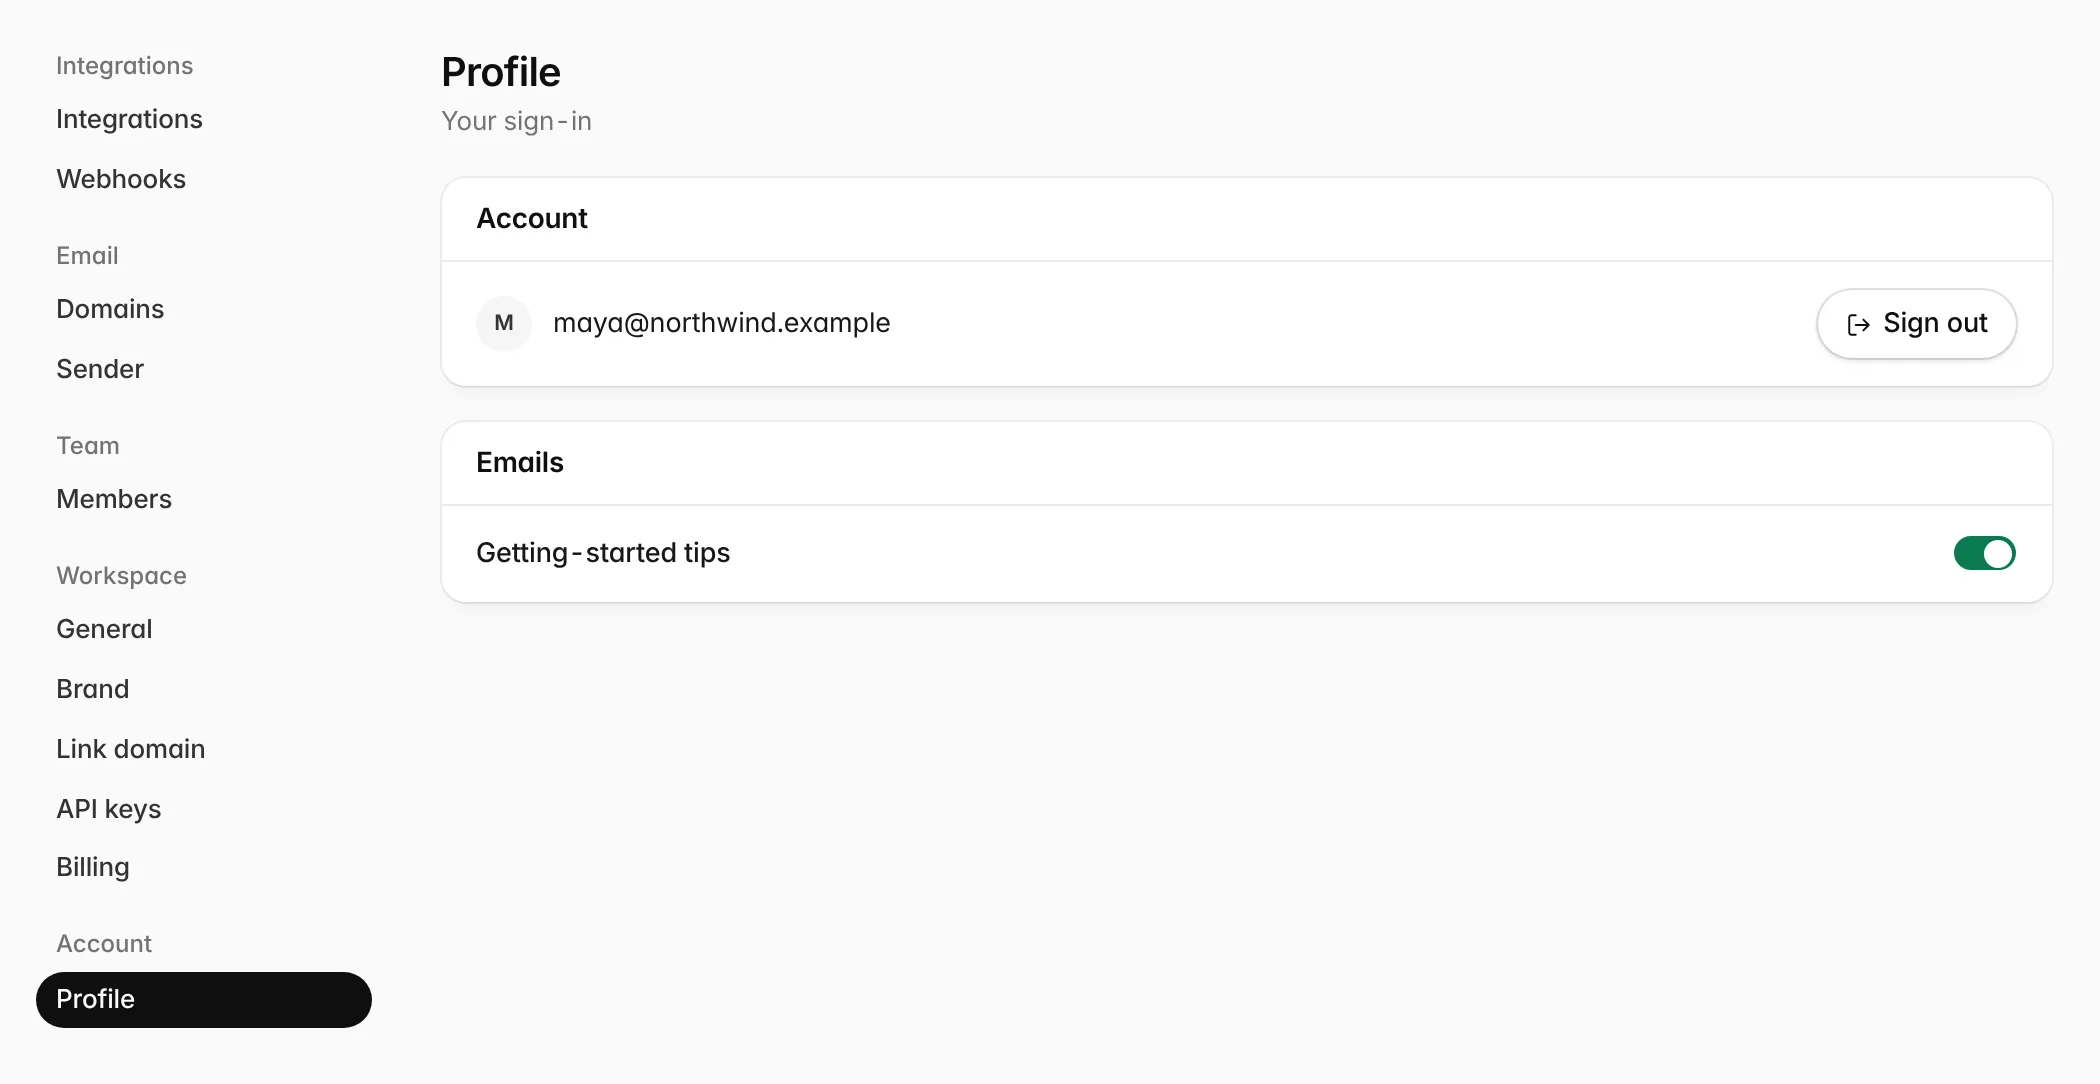 Integrations
Integrations
Webhooks
Email
Domains
Sender
Team
Members
Workspace
General
Brand
Link domain
API keys
Billing
Account
Profile
Profile
Your sign-in
Account
M maya@northwind.example Sign out
Emails
Getting-started tips